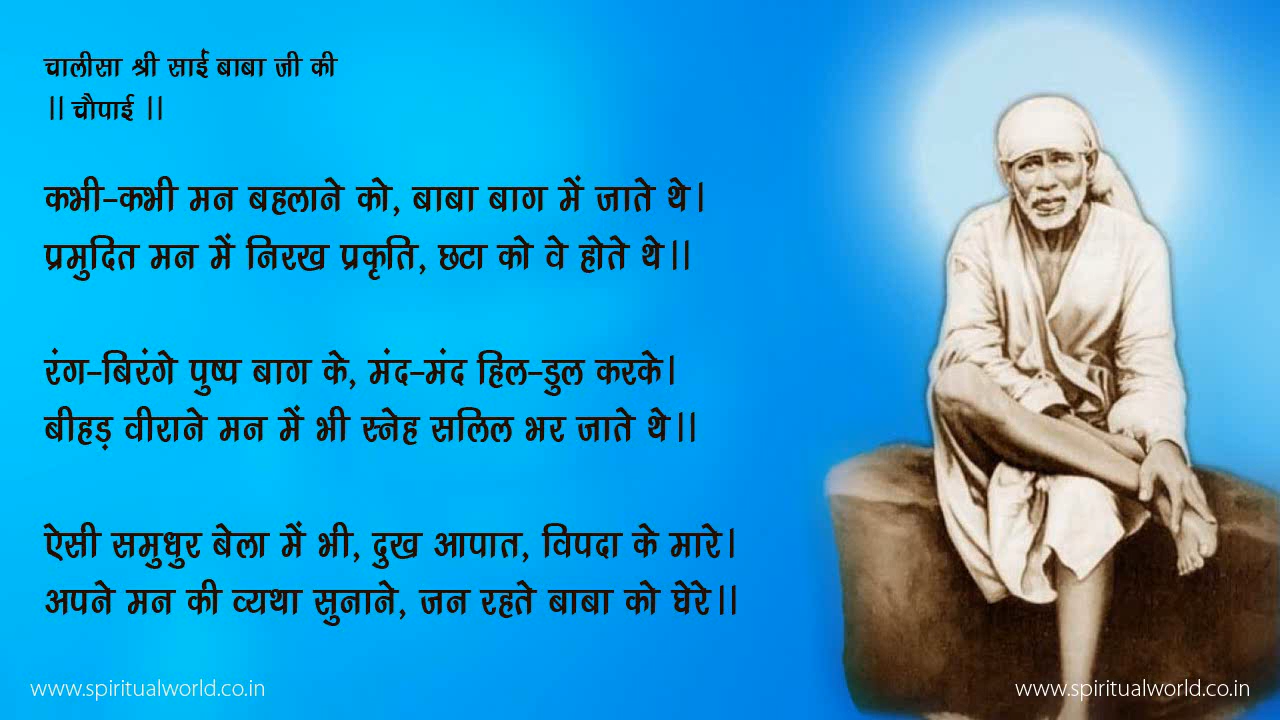 चालीसा श्री साईं बाबा जी की
|| चौपाई ||
कभी-कभी मन बहलाने को, बाबा बाग में जाते थे।
प्रमुदित मन में निरख प्रकृति, छटा को वे होते थे।।
रंग-बिरंगे पुष्प बाग के, मंद-मंद हिल-डुल करके।
बीहड़ वीराने मन में भी स्नेह सलिल भर जाते थे।।
ऐसी समुधुर बेला में भी, दुख आपात, विपदा के मारे।
अपने मन की व्यथा सुनाने, जन रहते बाबा को घेरे।।
www.spiritualworld.co.in
www.spiritualworld.co.in